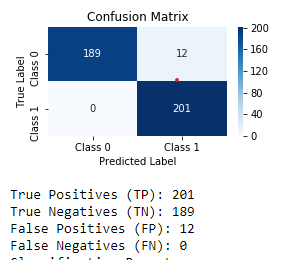 Confusion Matrix
Class 0
189
12
200
160
120
80
40
0
True Label
Class 1
0
201
Class 0
Class 1
Predicted Label
True Positives (TP): 201
True Negatives (TN): 189
False Positives (FP): 12
False Negatives (FN): 0